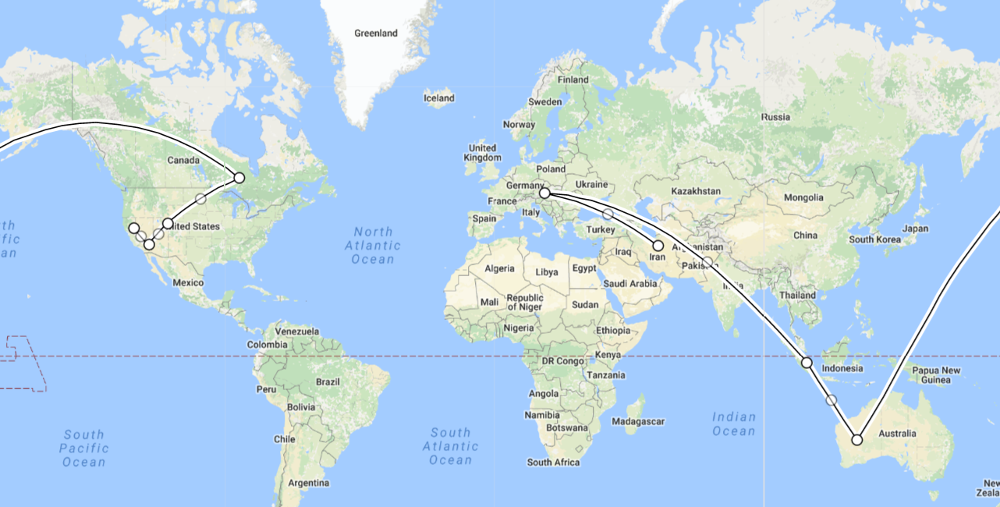 Greenland
Iceland
Finland
Sweden
Norway
Russia
Canada
United
Kingdom
Poland
Germany
Ukraine
France
Kazakhstan
Mongolia
Italy
Spain
Turkey
United States
North
Atlantic
Ocean
China
Japan
South Korea
Iraq
Iran
Afghanistan
Pakistan
Algeria
Libya
Egypt
Saudi Arabia
India
Mexico
Thailand
Mali
Republic
of Niger
Sudan
Nigeria
Ethiopia
Venezuela
Colombia
DR Congo
Kenya
Tanzania
Indonesia
Papua New
Guinea
Peru
Brazil
Angola
Bolivia
Namibia
Botswana
Madagascar
Indian
Ocean
Australia
South
Pacific
Ocean
South
Atlantic
Ocean
Chile
South Africa
Argentina
New